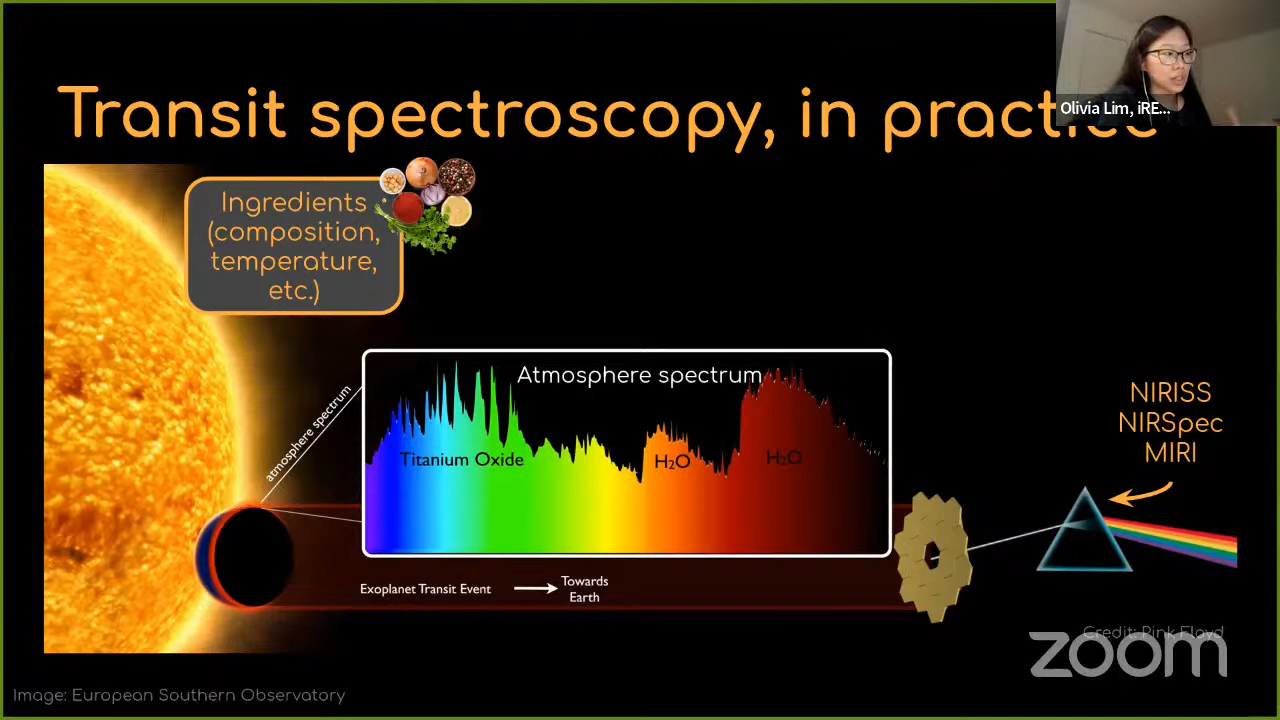 Transit spectroscopy, in practice
Olivia Lim, iRE...
Ingredients
(composition,
temperature,
etc.)
Atmosphere spectrum
atmosphere spectrum
Titanium Oxide
H₂O
H₂O
NIRISS
NIRSpec
MIRI
Exoplanet Transit Event
Towards
Earth
Credit: Pink Floyd
zoom
Image: European Southern Observatory